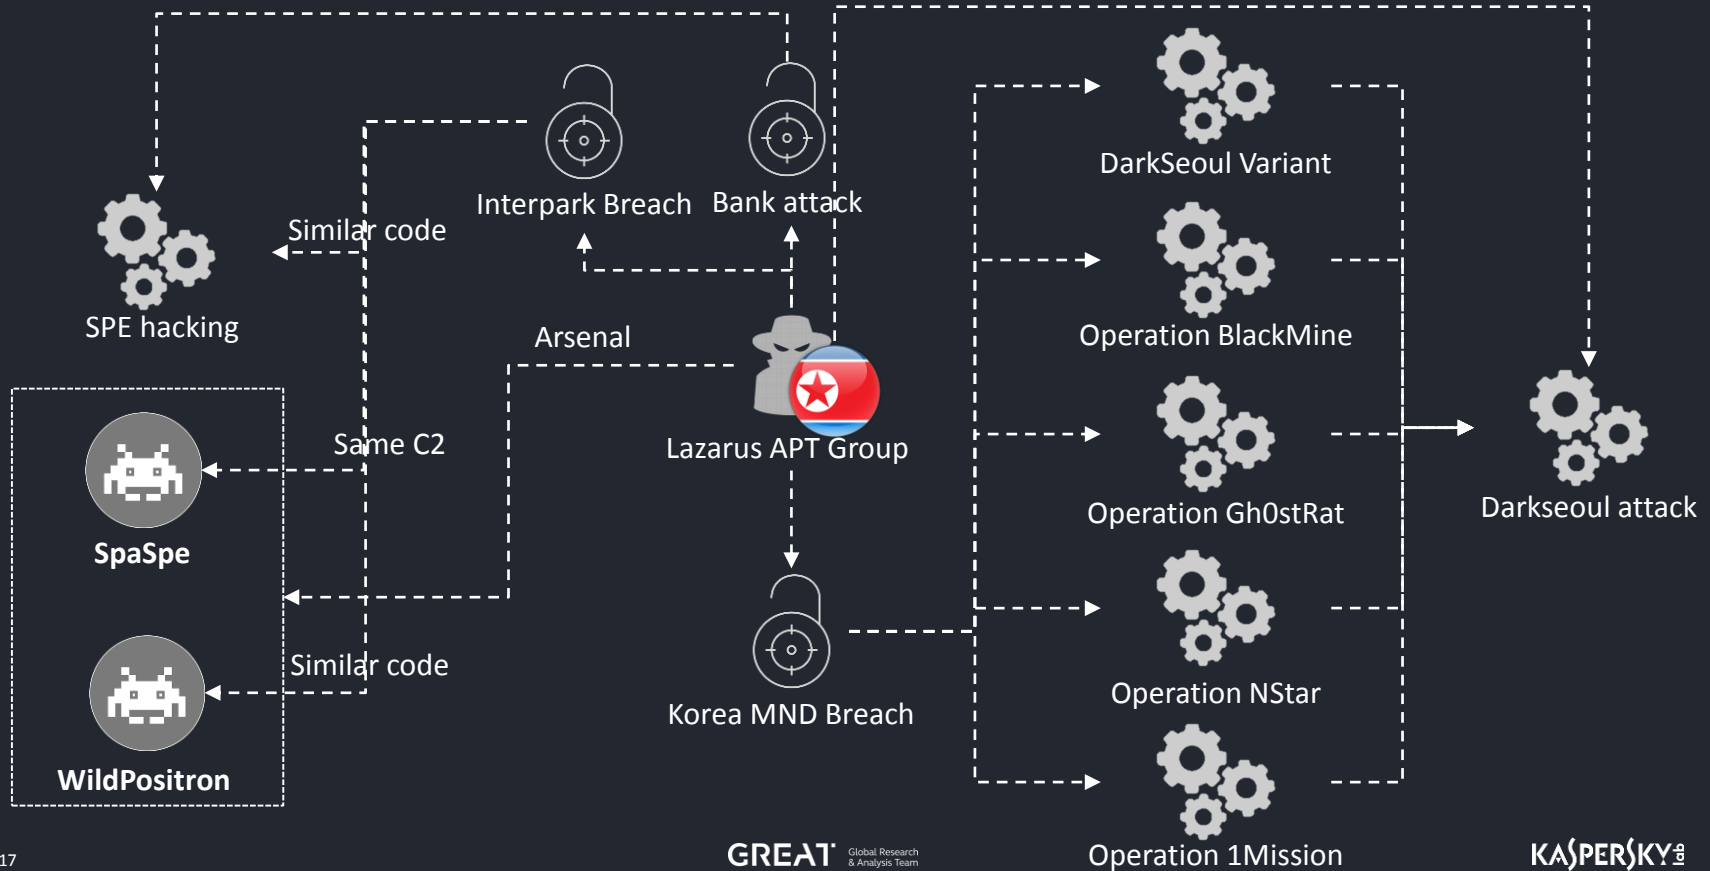 DarkSeoul Variant
Interpark Breach
Bank attack
Similar code
SPE hacking
Arsenal
Operation BlackMine
Same C2
Lazarus APT Group
Operation Gh0stRat
Darkseoul attack
SpaSpe
Similar code
Operation NStar
Korea MND Breach
WildPositron
Operation 1Mission
17
GREAT Global Research
& Analysis Team
KASPERSKY lab